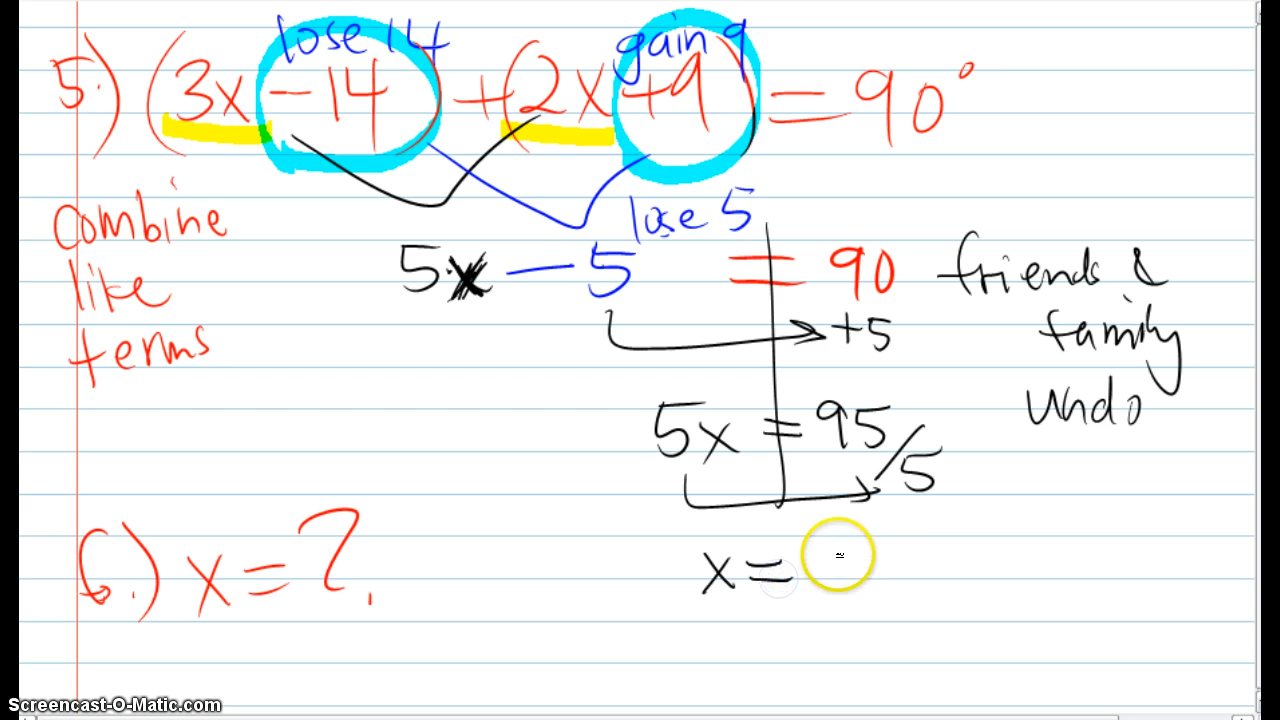 lose 14 gain 9
5.) (3x - 14) + (2x + 9) = 90°
combine
like
terms
lose 5
5x - 5 = 90
+5
5x = 95/5
x =
friends &
family
undo
6.) x = ?
Screencast-O-Matic.com